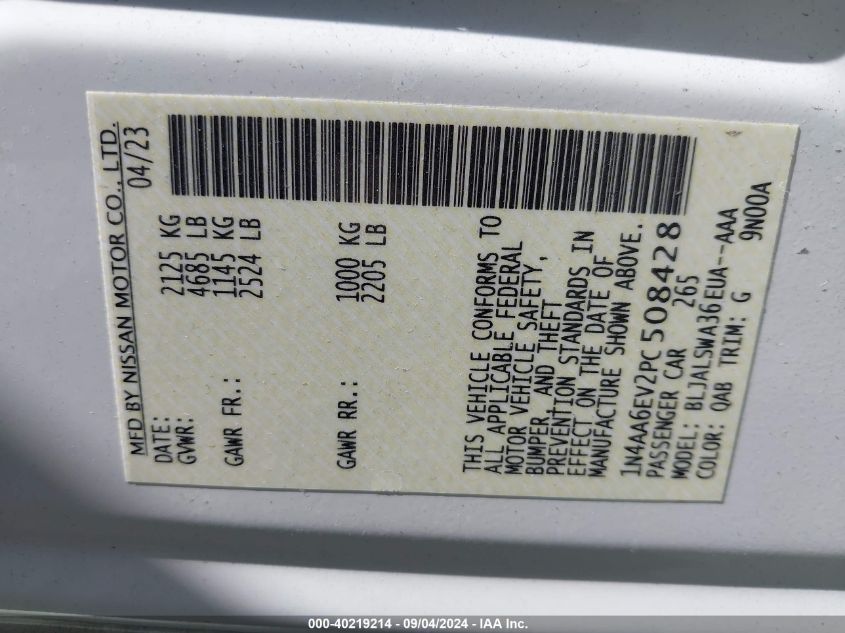 MFD BY NISSAN MOTOR CO., LTD.
DATE: 04/23
GVWR: 2125 KG
4685 LB
GAWR FR.: 1145 KG
2524 LB
GAWR RR.: 1000 KG
2205 LB
THIS VEHICLE CONFORMS TO
ALL APPLICABLE FEDERAL
MOTOR VEHICLE SAFETY,
BUMPER, AND THEFT
PREVENTION STANDARDS IN
EFFECT ON THE DATE OF
MANUFACTURE SHOWN ABOVE.
1N4AA6EV2PC508428
PASSENGER CAR 265
MODEL: BLJALSWA36EUA--AAA
COLOR: QAB TRIM: G 9N00A
000-40219214 - 09/04/2024 - IAA Inc.